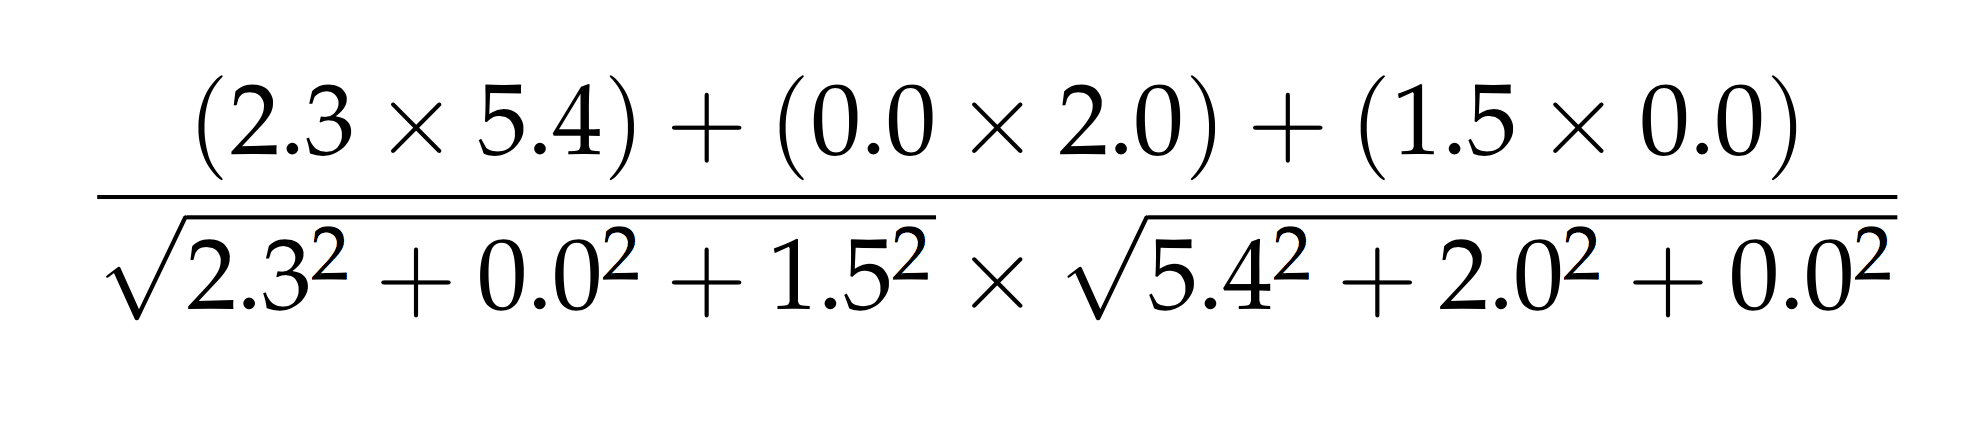 (2.3 × 5.4) + (0.0 × 2.0) + (1.5 × 0.0)
√2.3² + 0.0² + 1.5² × √5.4² + 2.0² + 0.0²